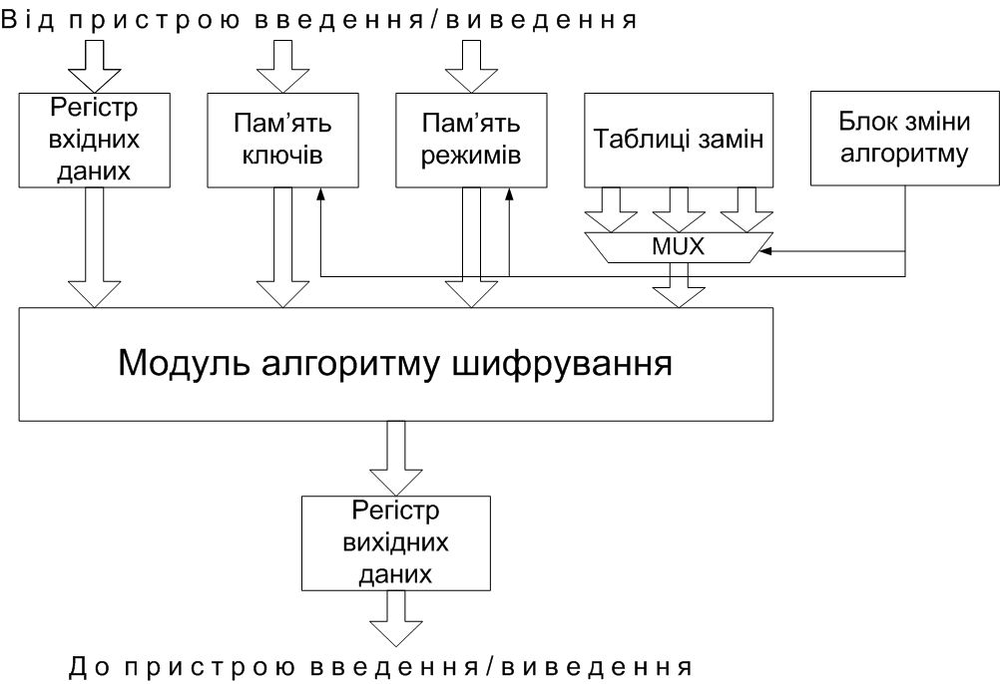 Від пристрою введення/виведення
Регістр
вхідних
даних
Пам'ять
ключів
Пам'ять
режимів
Таблиці замін
Блок зміни
алгоритму
MUX
Модуль алгоритму шифрування
Регістр
вихідних
даних
До пристрою введення/виведення